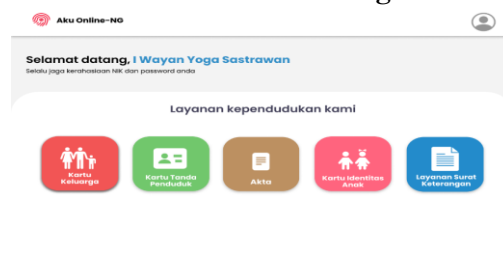 Aku Online-NG
Selamat datang, I Wayan Yoga Sastrawan
Selalu jaga kerahasiaan NIK dan password anda
Layanan kependudukan kami
Kartu
Keluarga
Kartu Tanda
Penduduk
Akta
Kartu Identitas
Anak
Layanan Surat
Keterangan